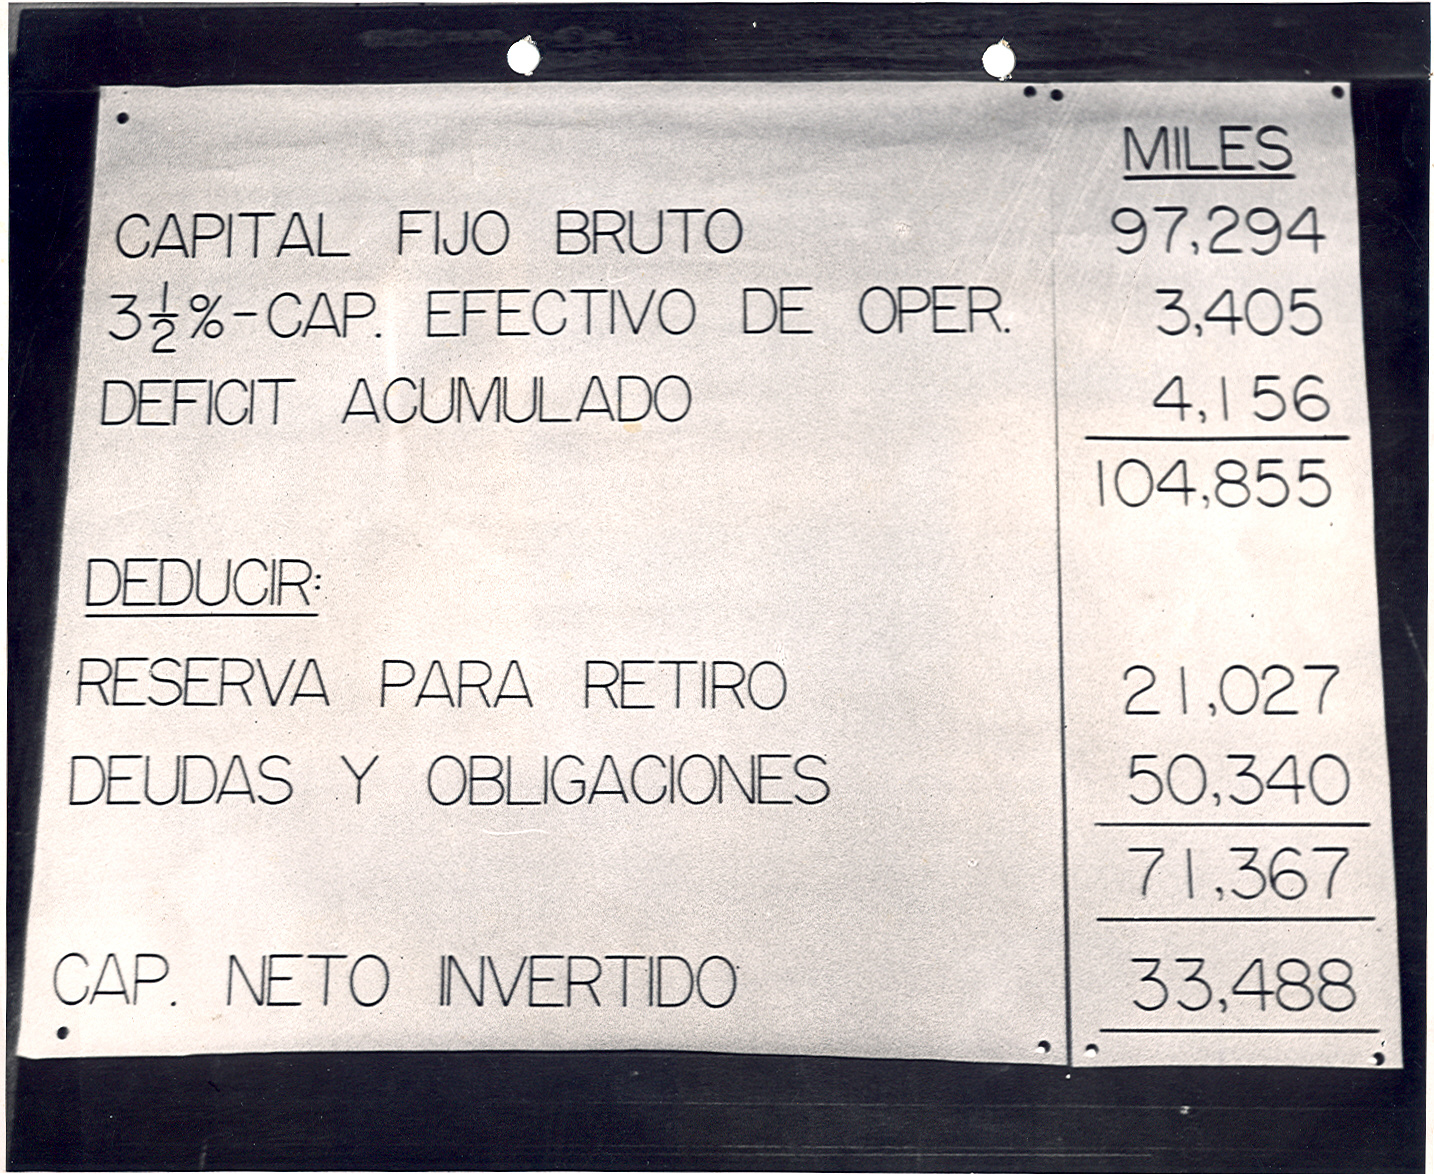 MILES
CAPITAL FIJO BRUTO 97,294
3½%-CAP. EFECTIVO DE OPER. 3,405
DEFICIT ACUMULADO 4,156
104,855
DEDUCIR:
RESERVA PARA RETIRO 21,027
DEUDAS Y OBLIGACIONES 50,340
71,367
CAP. NETO INVERTIDO 33,488